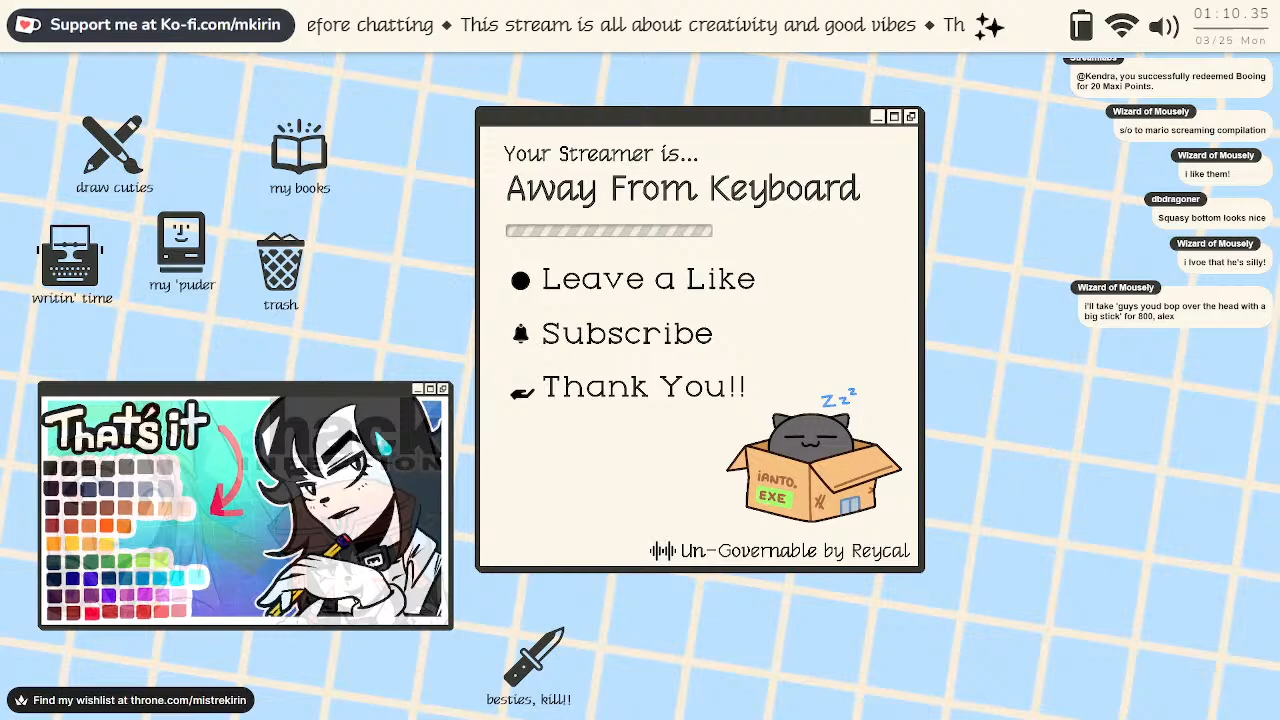 Support me at Ko-fi.com/mkirin
efore chatting ◆ This stream is all about creativity and good vibes ◆ Th
01:10.35
03/25 Mon
draw cuties
my books
writin' time
my 'puder
trash
Your Streamer is...
Away From Keyboard
Leave a Like
Subscribe
Thank You!!
zzzz
iANTO.
EXE
Un-Governable by Reycal
@Kendra, you successfully redeemed Booing
for 20 Maxi Points.
Wizard of Mousely
s/o to mario screaming compilation
Wizard of Mousely
i like them!
dbdragoner
Squasy bottom looks nice
Wizard of Mousely
i lvoe that he's silly!
Wizard of Mousely
i'll take 'guys youd bop over the head with a
big stick' for 800, alex
That's it
besties, kill!!
Find my wishlist at throne.com/mistrekirin